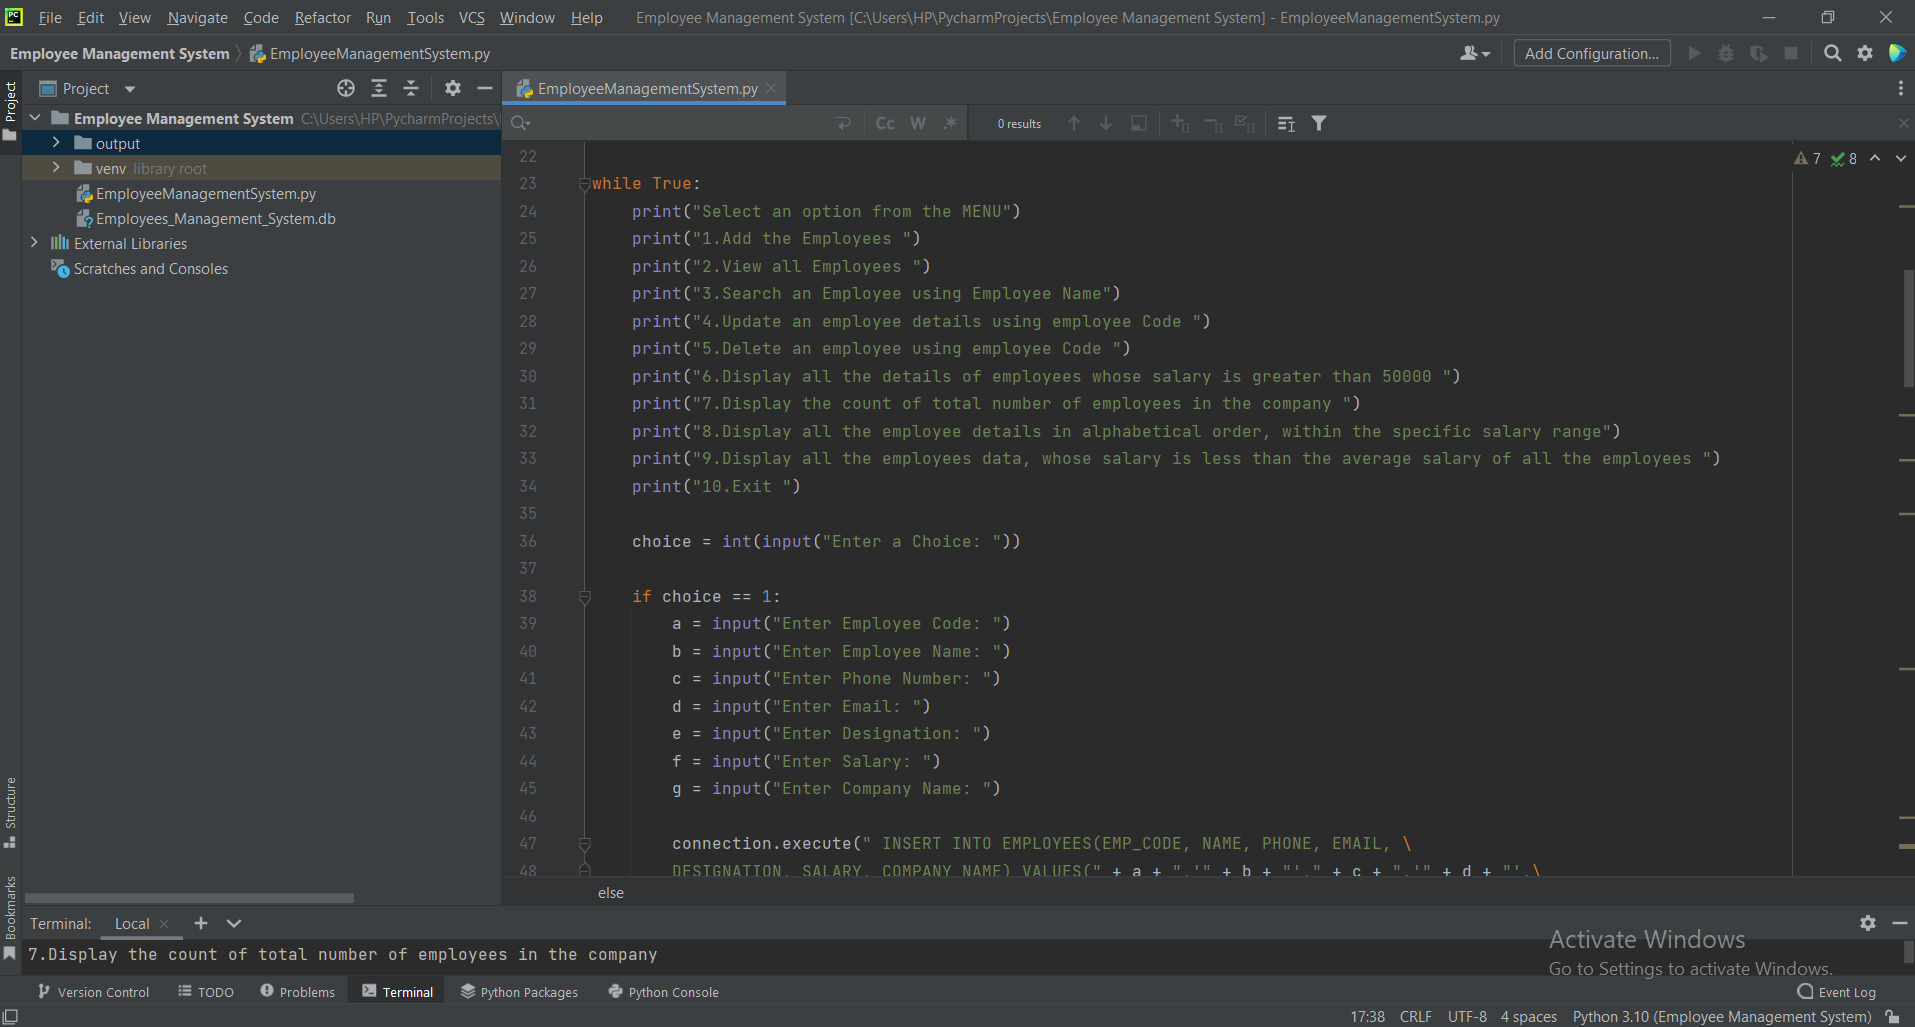 PC File Edit View Navigate Code Refactor Run Tools VCS Window Help Employee Management System [C:\Users\HP\PycharmProjects\Employee Management System] - EmployeeManagementSystem.py
Employee Management System EmployeeManagementSystem.py Add Configuration...
Project
Project
EmployeeManagementSystem.py
Employee Management System C:\Users\HP\PycharmProjects\
output
venv library root
EmployeeManagementSystem.py
Employees_Management_System.db
External Libraries
Scratches and Consoles
Cc W .* 0 results
7 8
22
23 while True:
24 print("Select an option from the MENU")
25 print("1.Add the Employees ")
26 print("2.View all Employees ")
27 print("3.Search an Employee using Employee Name")
28 print("4.Update an employee details using employee Code ")
29 print("5.Delete an employee using employee Code ")
30 print("6.Display all the details of employees whose salary is greater than 50000 ")
31 print("7.Display the count of total number of employees in the company ")
32 print("8.Display all the employee details in alphabetical order, within the specific salary range")
33 print("9.Display all the employees data, whose salary is less than the average salary of all the employees ")
34 print("10.Exit ")
35
36 choice = int(input("Enter a Choice: "))
37
38 if choice == 1:
39 a = input("Enter Employee Code: ")
40 b = input("Enter Employee Name: ")
41 c = input("Enter Phone Number: ")
42 d = input("Enter Email: ")
43 e = input("Enter Designation: ")
44 f = input("Enter Salary: ")
45 g = input("Enter Company Name: ")
46
47 connection.execute(" INSERT INTO EMPLOYEES(EMP_CODE, NAME, PHONE, EMAIL, \
48 DESIGNATION, SALARY, COMPANY_NAME) VALUES(" + a + ",'" + b + "'," + c + ",'" + d + "',\
else
Structure
Bookmarks
Terminal: Local
7.Display the count of total number of employees in the company
Activate Windows
Go to Settings to activate Windows.
Version Control TODO Problems Terminal Python Packages Python Console Event Log
17:38 CRLF UTF-8 4 spaces Python 3.10 (Employee Management System)